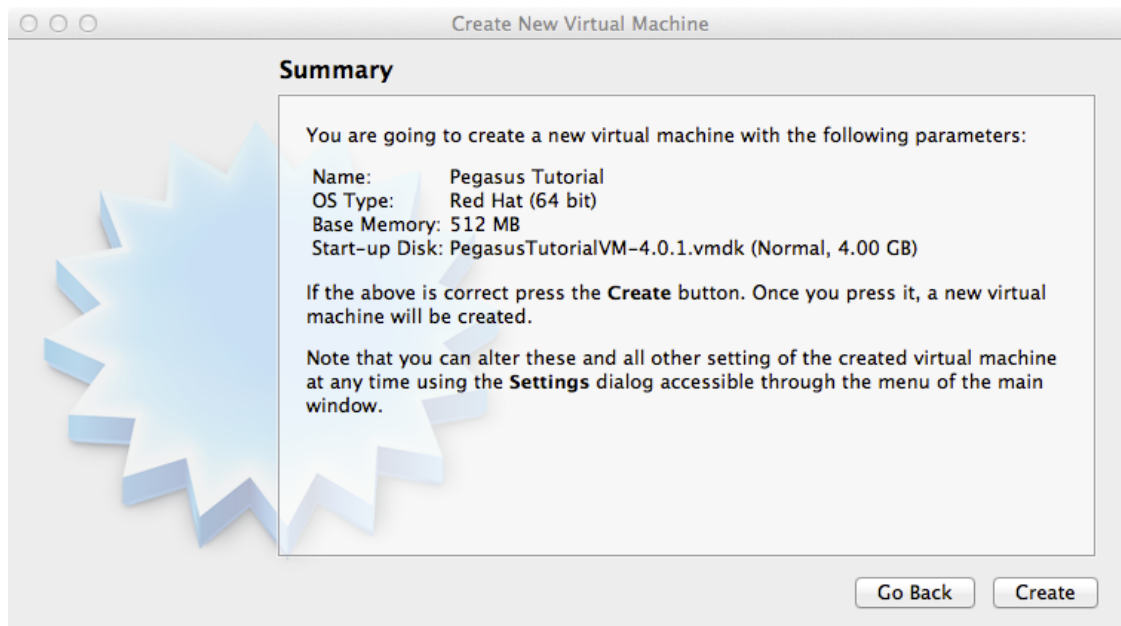 Create New Virtual Machine
Summary
You are going to create a new virtual machine with the following parameters:
Name: Pegasus Tutorial
OS Type: Red Hat (64 bit)
Base Memory: 512 MB
Start-up Disk: PegasusTutorialVM-4.0.1.vmdk (Normal, 4.00 GB)
If the above is correct press the Create button. Once you press it, a new virtual
machine will be created.
Note that you can alter these and all other setting of the created virtual machine
at any time using the Settings dialog accessible through the menu of the main
window.
Go Back Create